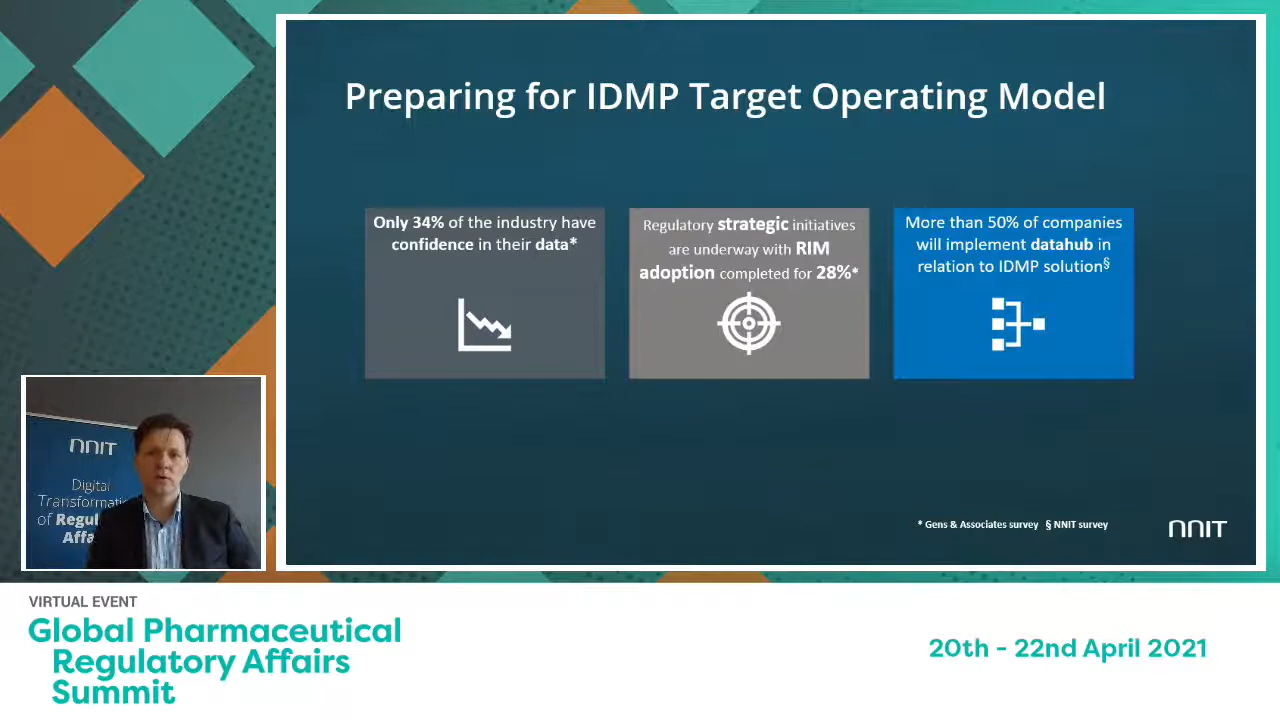 Preparing for IDMP Target Operating Model
Only 34% of the industry have
confidence in their data*
Regulatory strategic initiatives
are underway with RIM
adoption completed for 28%*
More than 50% of companies
will implement datahub in
relation to IDMP solution§
* Gens & Associates survey § NNIT survey
nnit
nnit
Digital
Transformatio
of Regul
Affa
VIRTUAL EVENT
Global Pharmaceutical
Regulatory Affairs
Summit
20th - 22nd April 2021